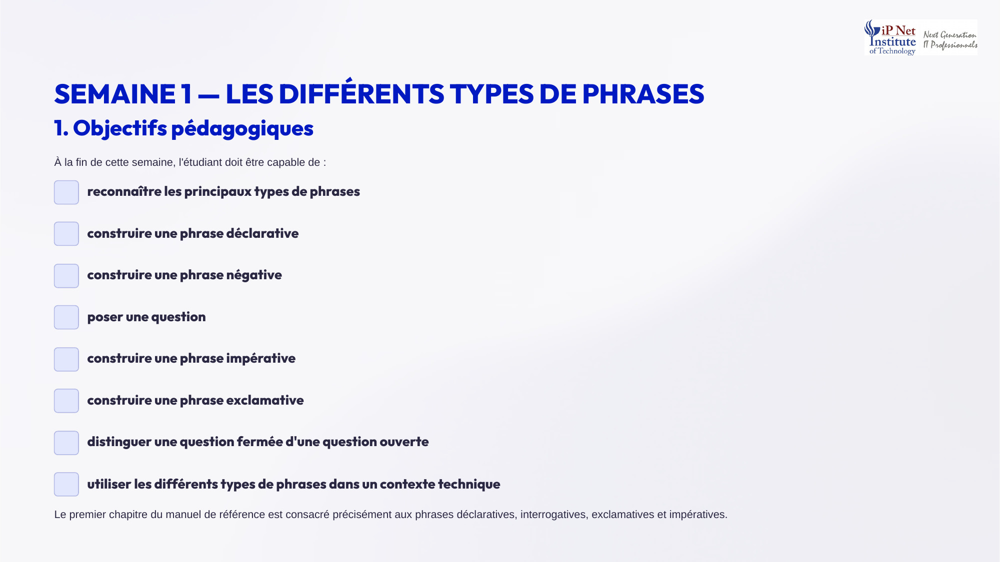 iP Net
Institute
of Technology
Next Generation
IT Professionnels
SEMAINE 1 — LES DIFFÉRENTS TYPES DE PHRASES
1. Objectifs pédagogiques
À la fin de cette semaine, l'étudiant doit être capable de :
reconnaître les principaux types de phrases
construire une phrase déclarative
construire une phrase négative
poser une question
construire une phrase impérative
construire une phrase exclamative
distinguer une question fermée d'une question ouverte
utiliser les différents types de phrases dans un contexte technique
Le premier chapitre du manuel de référence est consacré précisément aux phrases déclaratives, interrogatives, exclamatives et impératives.